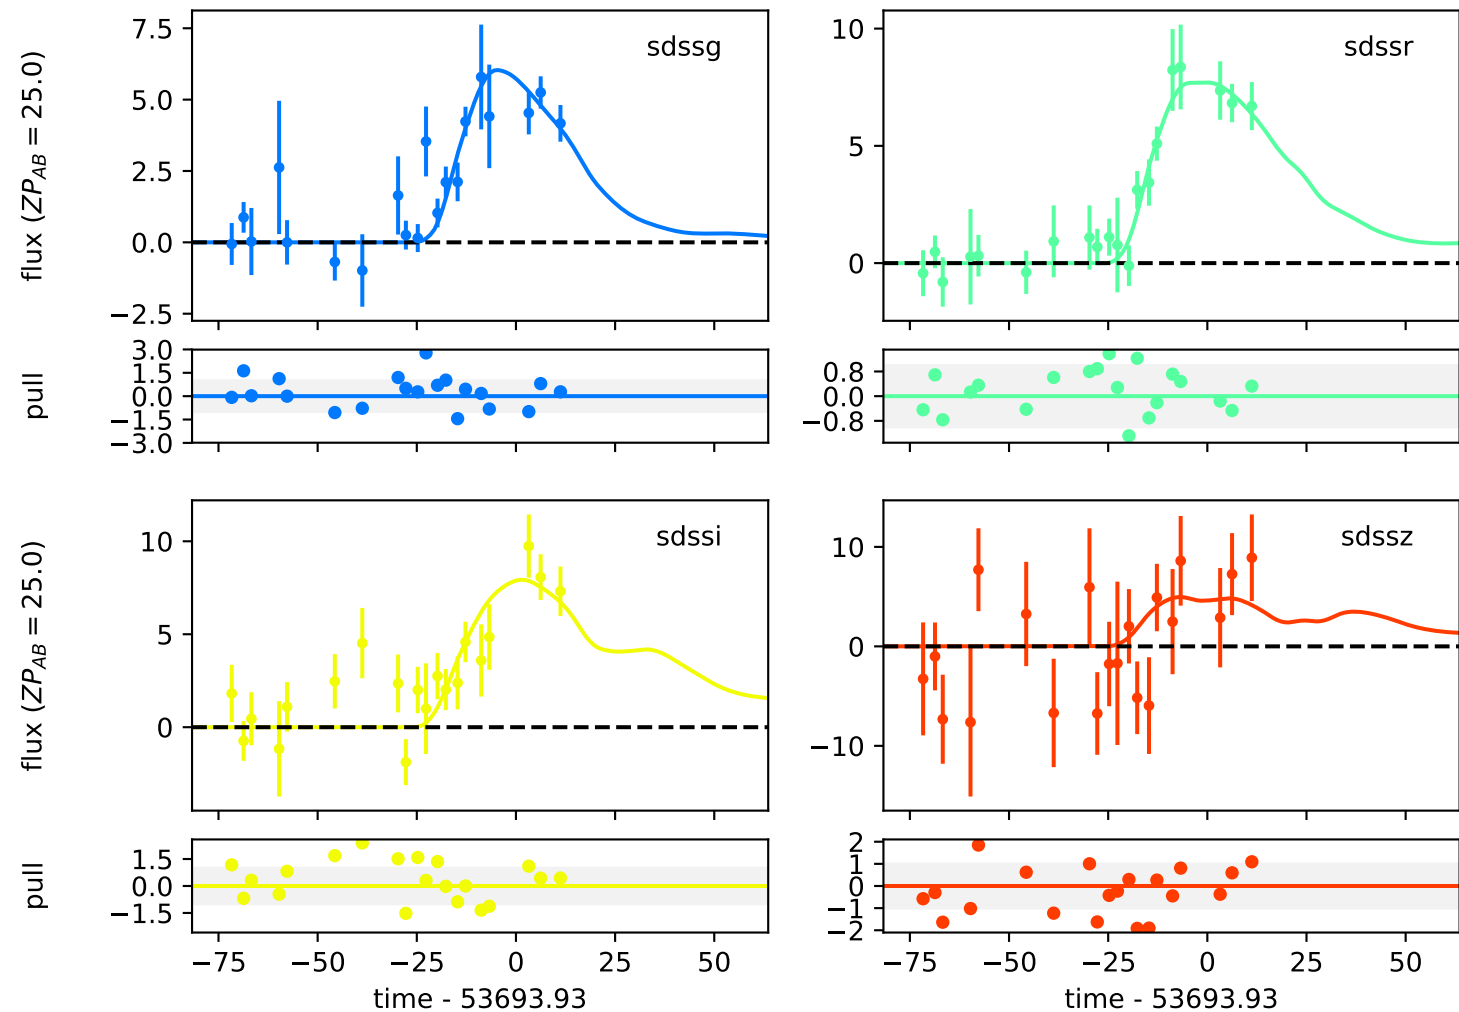 flux (ZP_AB = 25.0)
7.5
5.0
2.5
0.0
−2.5
sdssg
10
5
0
sdssr
pull
3.0
1.5
0.0
−1.5
−3.0
0.8
0.0
−0.8
flux (ZP_AB = 25.0)
10
5
0
sdssi
10
0
−10
sdssz
pull
1.5
0.0
−1.5
2
1
0
−1
−2
−75 −50 −25 0 25 50
−75 −50 −25 0 25 50
time - 53693.93
time - 53693.93